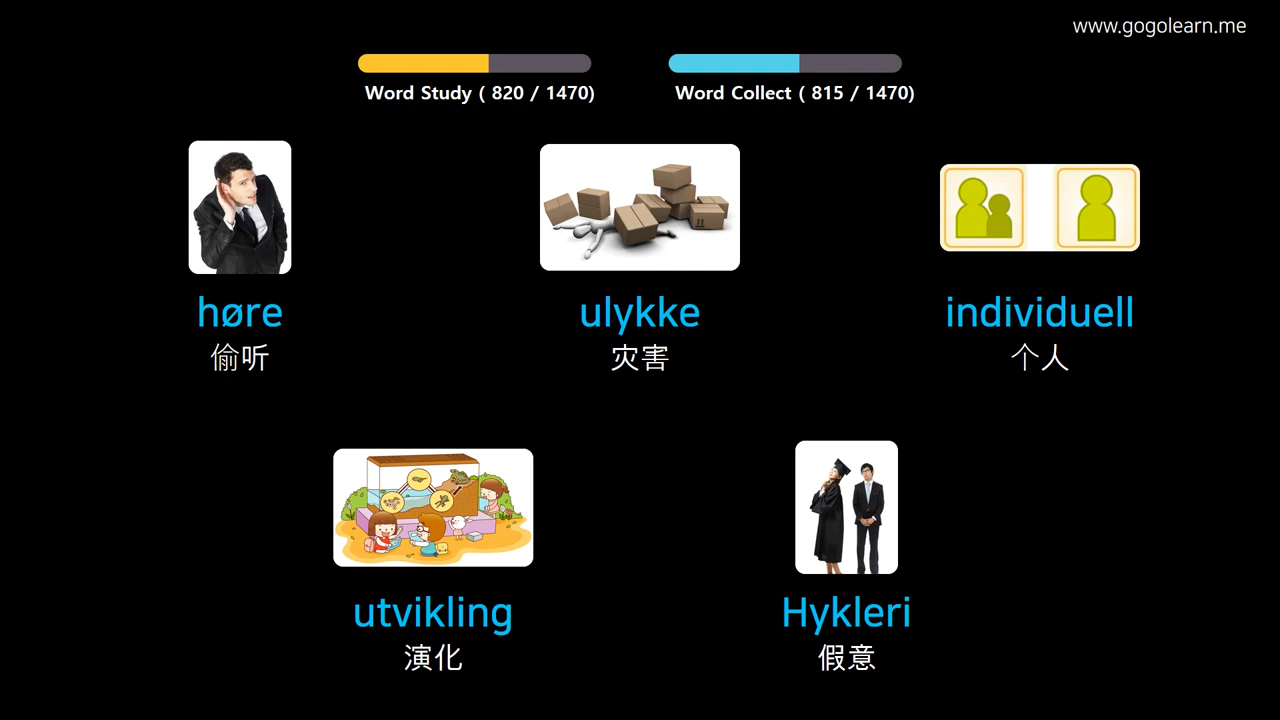 www.gogolearn.me
Word Study ( 820 / 1470)
Word Collect ( 815 / 1470)
høre
偷听
ulykke
灾害
individuell
个人
utvikling
演化
Hykleri
假意